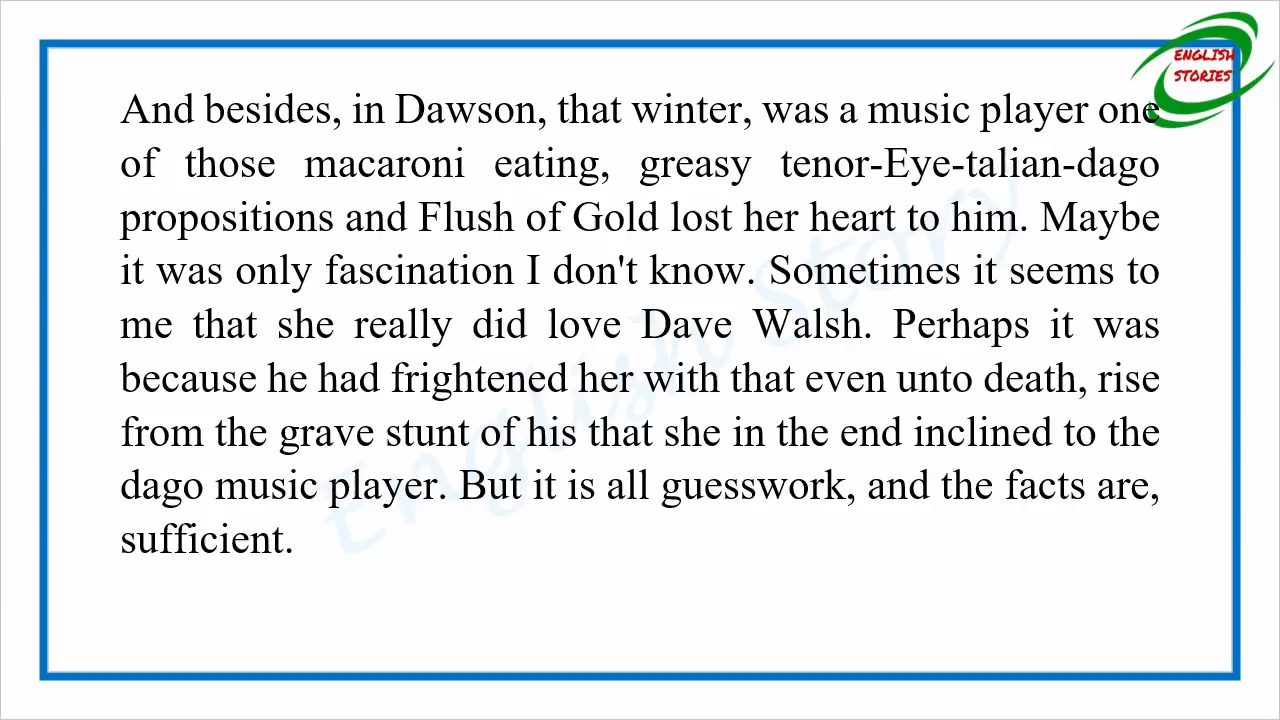 ENGLISH
STORIES
And besides, in Dawson, that winter, was a music player one
of those macaroni eating, greasy tenor-Eye-talian-dago
propositions and Flush of Gold lost her heart to him. Maybe
it was only fascination I don't know. Sometimes it seems to
me that she really did love Dave Walsh. Perhaps it was
because he had frightened her with that even unto death, rise
from the grave stunt of his that she in the end inclined to the
dago music player. But it is all guesswork, and the facts are,
sufficient.
English Story